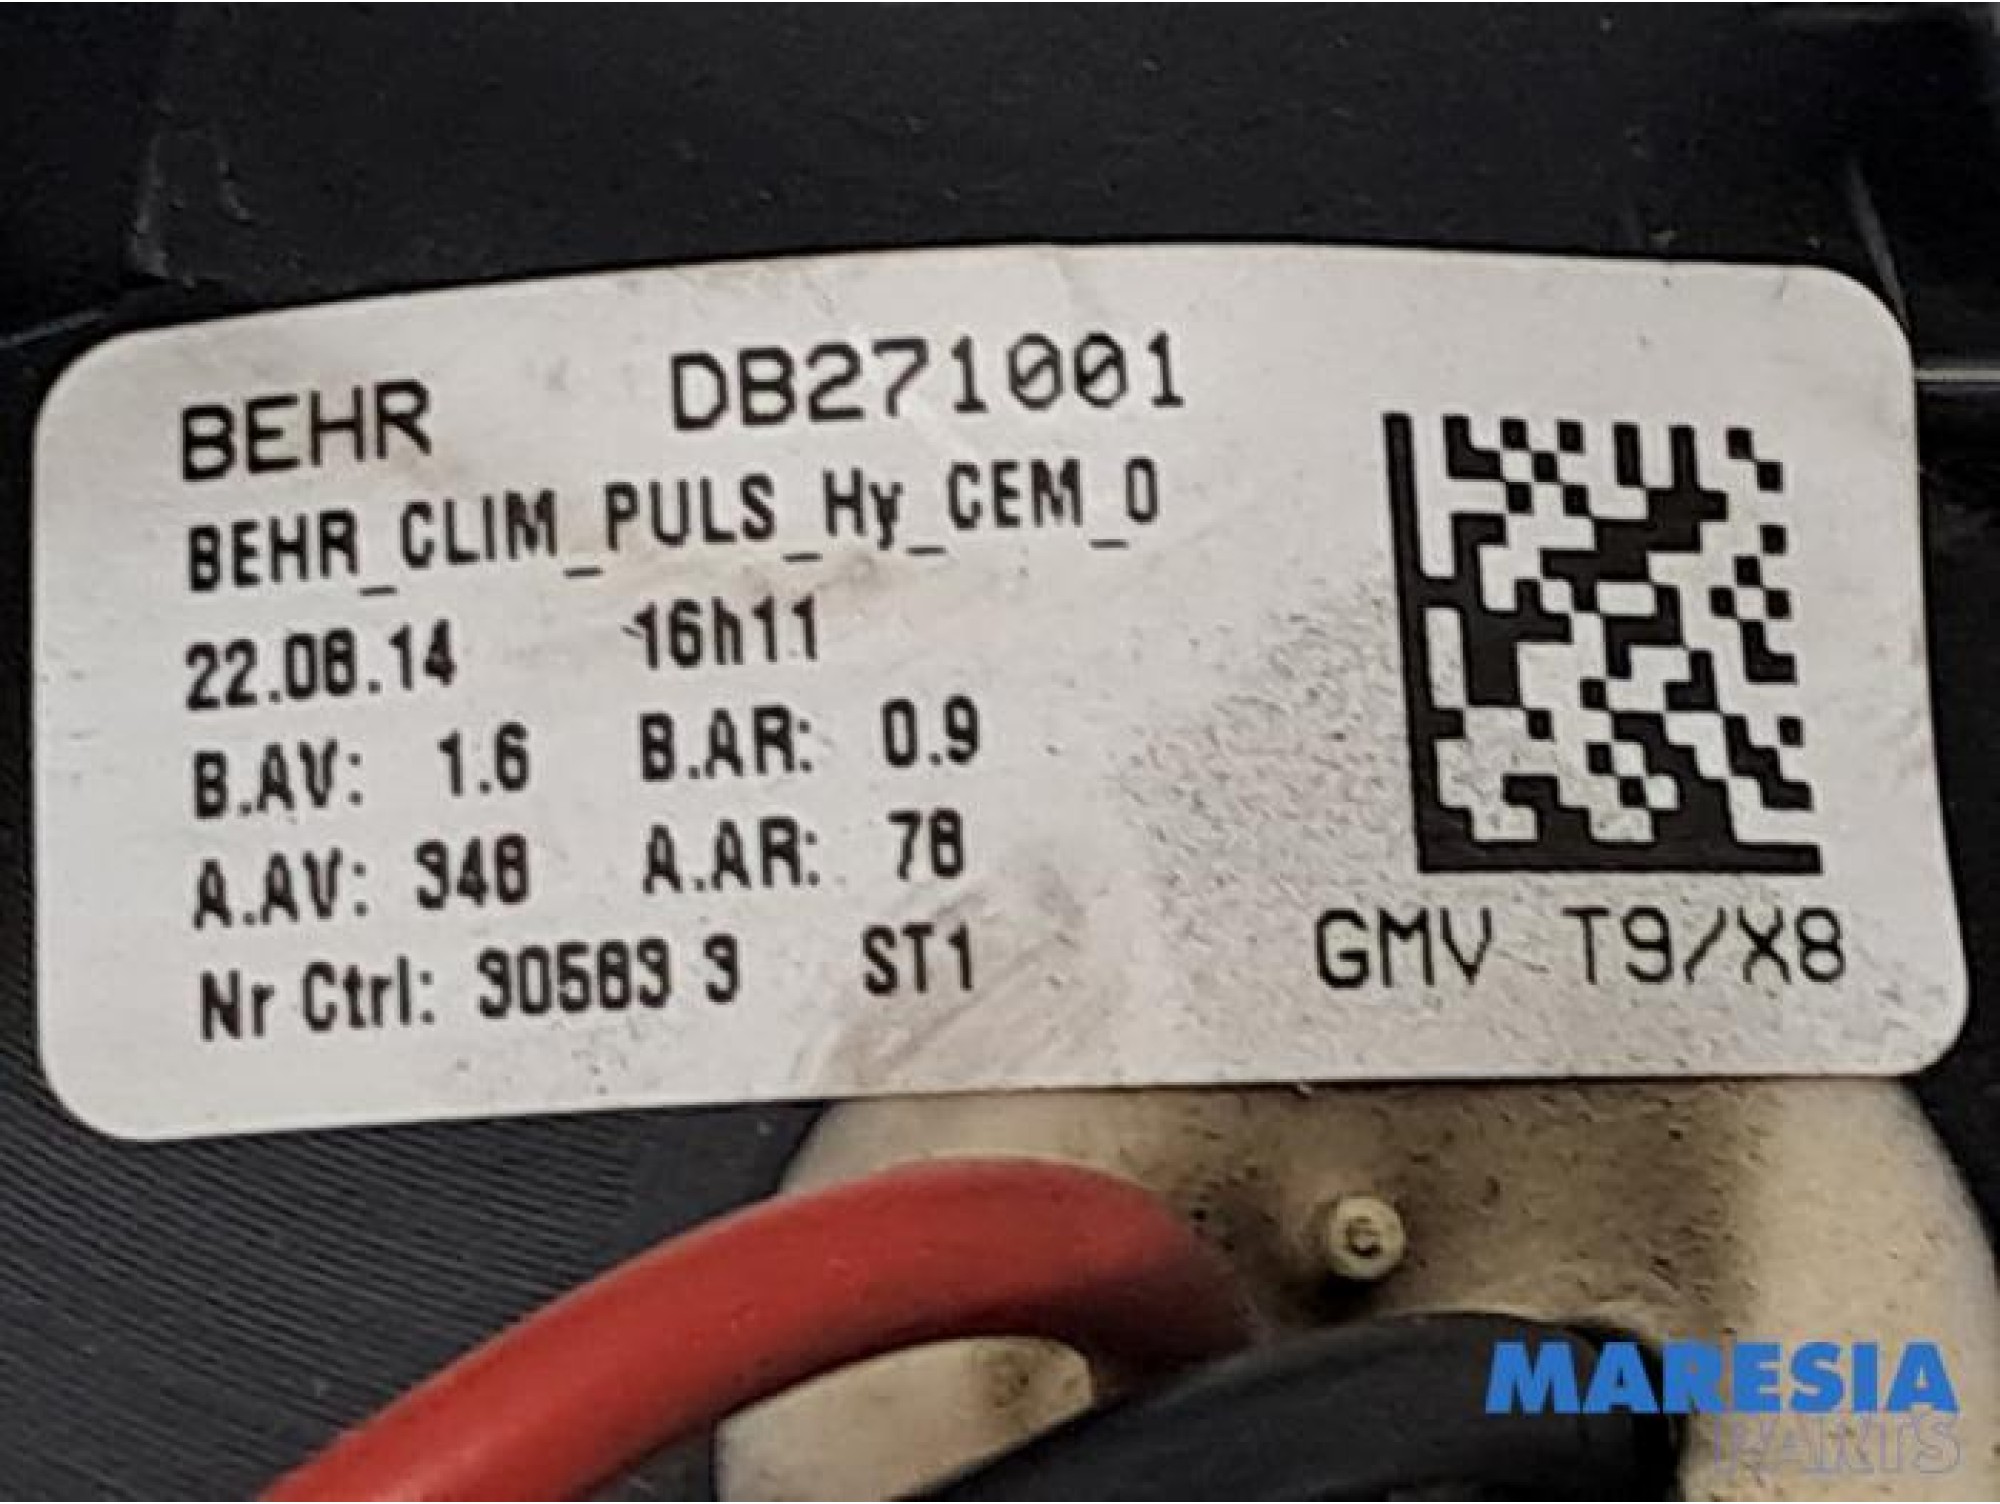 BEHR DB271001
BEHR_CLIM_PULS_Hy_CEM_O
22.08.14 16h11
B.AV: 1.6 B.AR: 0.9
A.AV: 348 A.AR: 78
Nr Ctrl: 30583 3 ST1
GMV T9/X8
MARESIA
PARTS